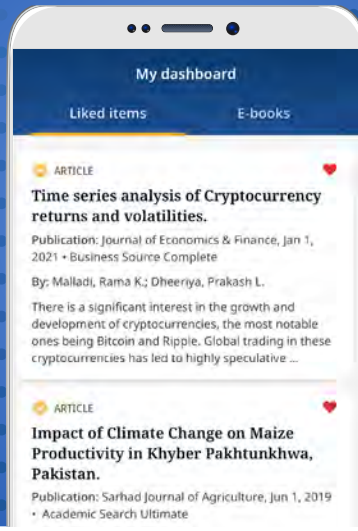 My dashboard
Liked items
E-books
ARTICLE
Time series analysis of Cryptocurrency
returns and volatilities.
Publication: Journal of Economics & Finance, Jan 1,
2021 • Business Source Complete
By: Malladi, Rama K.; Dheeriya, Prakash L.
There is a significant interest in the growth and
development of cryptocurrencies, the most notable
ones being Bitcoin and Ripple. Global trading in these
cryptocurrencies has led to highly speculative ...
ARTICLE
Impact of Climate Change on Maize
Productivity in Khyber Pakhtunkhwa,
Pakistan.
Publication: Sarhad Journal of Agriculture, Jun 1, 2019
• Academic Search Ultimate